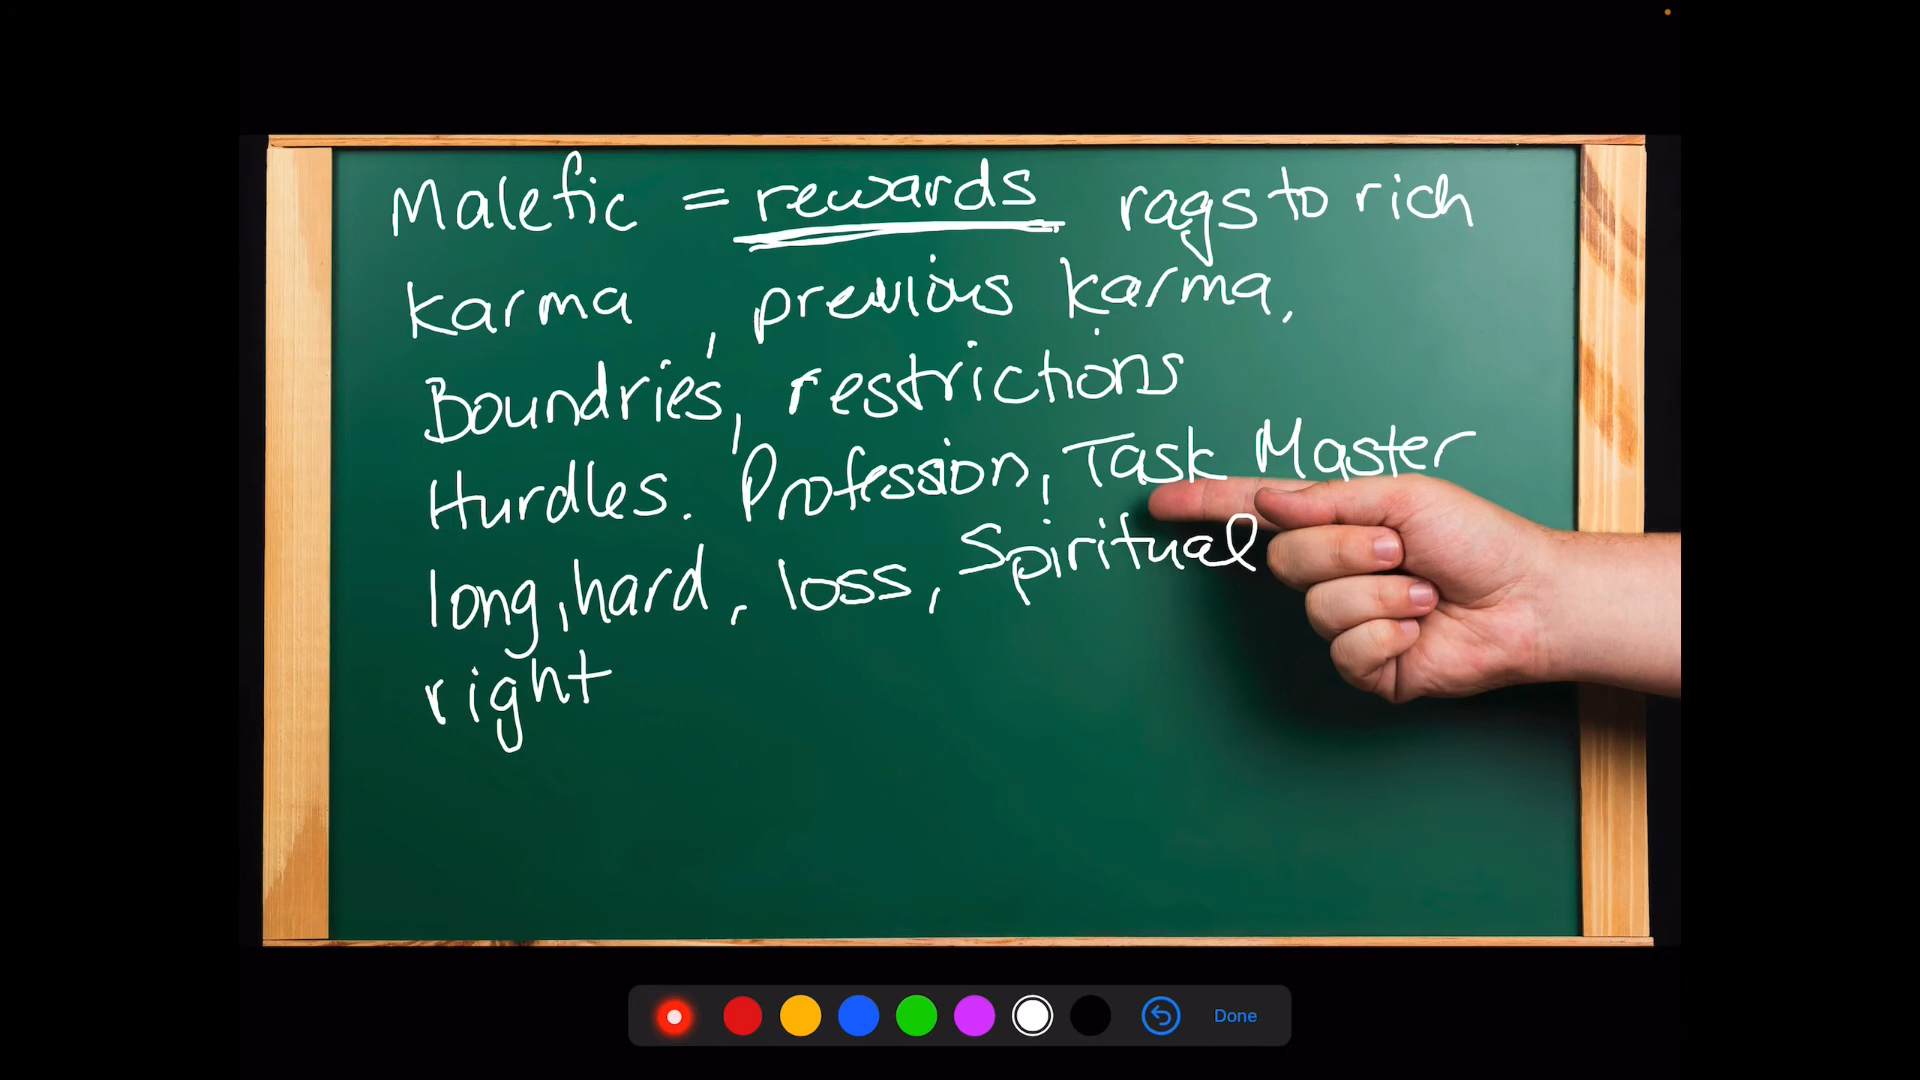 Malefic = rewards rags to rich
Karma , previous karma,
Boundries, restrictions
Hurdles. Profession, Task Master
long, hard, loss, Spiritual
right
Done